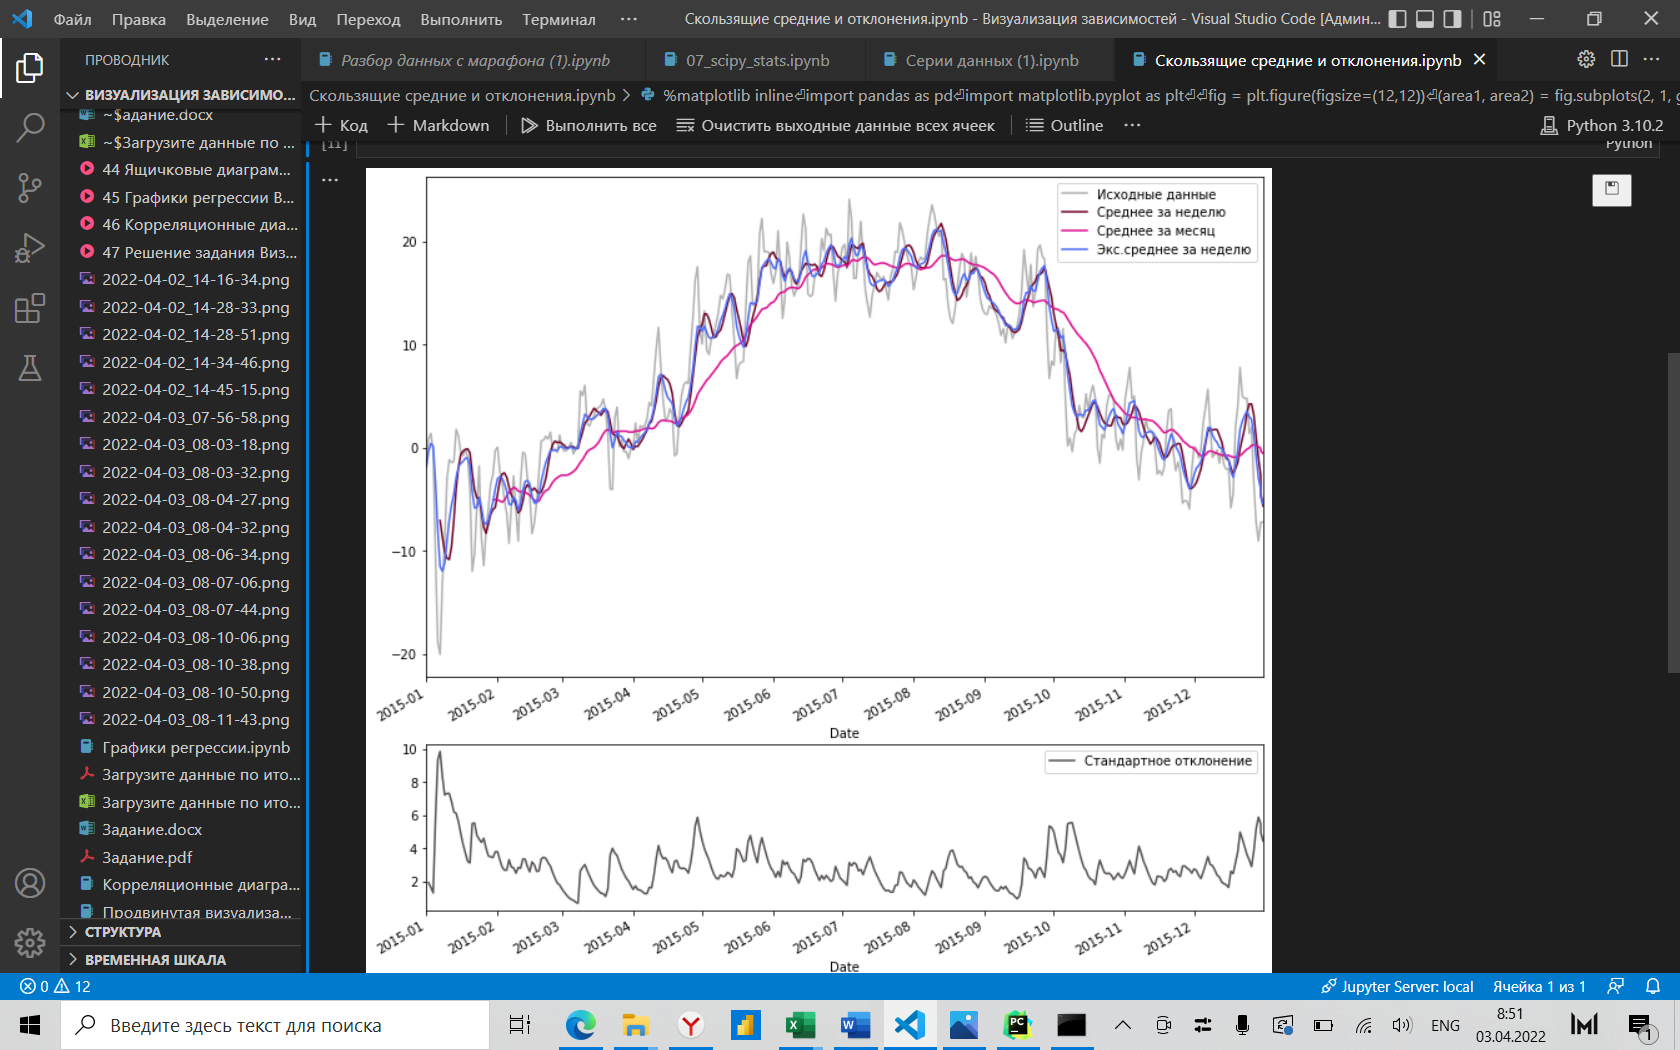 Файл Правка Выделение Вид Переход Выполнить Терминал ··· Скользящие средние и отклонения.ipynb - Визуализация зависимостей - Visual Studio Code [Админ...
ПРОВОДНИК ···
Разбор данных с марафона (1).ipynb 07_scipy_stats.ipynb Серии данных (1).ipynb Скользящие средние и отклонения.ipynb
ВИЗУАЛИЗАЦИЯ ЗАВИСИМО...
Скользящие средние и отклонения.ipynb > %matplotlib inline⏎import pandas as pd⏎import matplotlib.pyplot as plt⏎⏎fig = plt.figure(figsize=(12,12))⏎(area1, area2) = fig.subplots(2, 1, g
+ Код + Markdown Выполнить все Очистить выходные данные всех ячеек Outline ··· Python 3.10.2
[11] Python
~$адание.docx
~$Загрузите данные по ...
44 Ящичковые диаграм...
45 Графики регрессии В...
46 Корреляционные диа...
47 Решение задания Виз...
2022-04-02_14-16-34.png
2022-04-02_14-28-33.png
2022-04-02_14-28-51.png
2022-04-02_14-34-46.png
2022-04-02_14-45-15.png
2022-04-03_07-56-58.png
2022-04-03_08-03-18.png
2022-04-03_08-03-32.png
2022-04-03_08-04-27.png
2022-04-03_08-04-32.png
2022-04-03_08-06-34.png
2022-04-03_08-07-06.png
2022-04-03_08-07-44.png
2022-04-03_08-10-06.png
2022-04-03_08-10-38.png
2022-04-03_08-10-50.png
2022-04-03_08-11-43.png
Графики регрессии.ipynb
Загрузите данные по ито...
Загрузите данные по ито...
Задание.docx
Задание.pdf
Корреляционные диагра...
Продвинутая визуализа...
СТРУКТУРА
ВРЕМЕННАЯ ШКАЛА
Исходные данные
Среднее за неделю
Среднее за месяц
Экс.среднее за неделю
20
10
0
−10
−20
2015-01 2015-02 2015-03 2015-04 2015-05 2015-06 2015-07 2015-08 2015-09 2015-10 2015-11 2015-12
Date
Стандартное отклонение
10
8
6
4
2
2015-01 2015-02 2015-03 2015-04 2015-05 2015-06 2015-07 2015-08 2015-09 2015-10 2015-11 2015-12
Date
0 12 Jupyter Server: local Ячейка 1 из 1
Введите здесь текст для поиска
ENG 8:51
03.04.2022
1